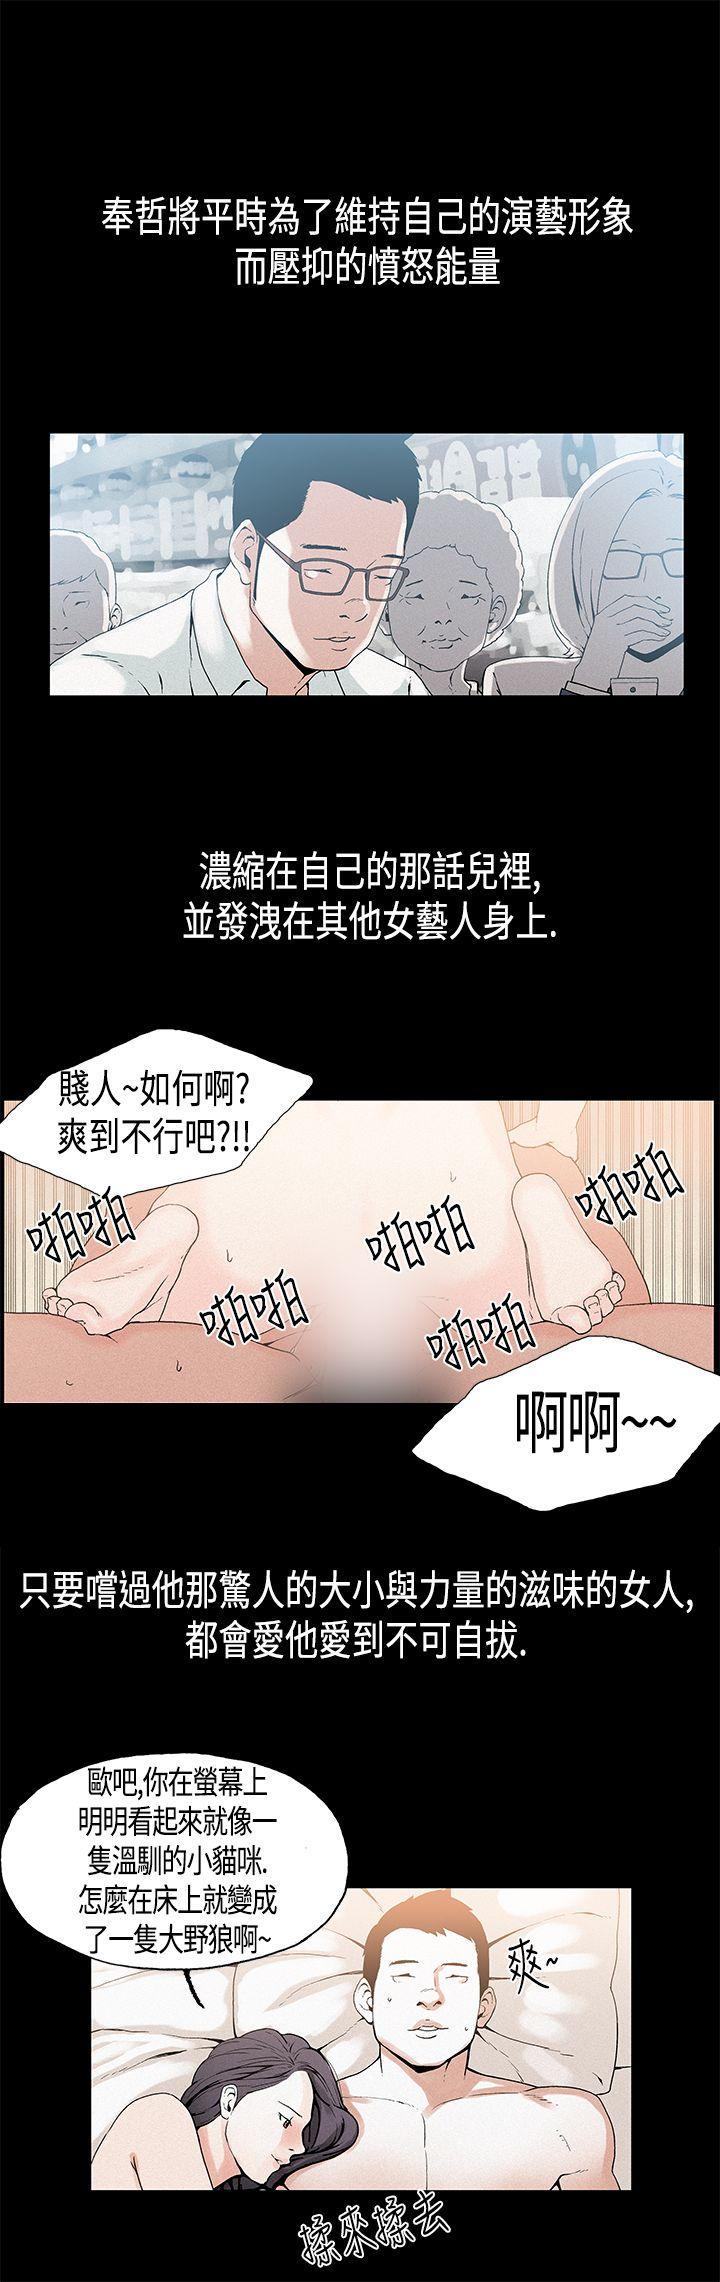 奉哲將平時為了維持自己的演藝形象
而壓抑的憤怒能量
濃縮在自己的那話兒裡,
並發洩在其他女藝人身上.
賤人~如何啊?
爽到不行吧?!!
啪啪
啪啪
啪啪
啪啪
啪啪
啊啊~~
只要嚐過他那驚人的大小與力量的滋味的女人,
都會愛他愛到不可自拔.
歐吧,你在螢幕上
明明看起來就像一
隻溫馴的小貓咪.
怎麼在床上就變成
了一隻大野狼啊~
爽~
揉來揉去